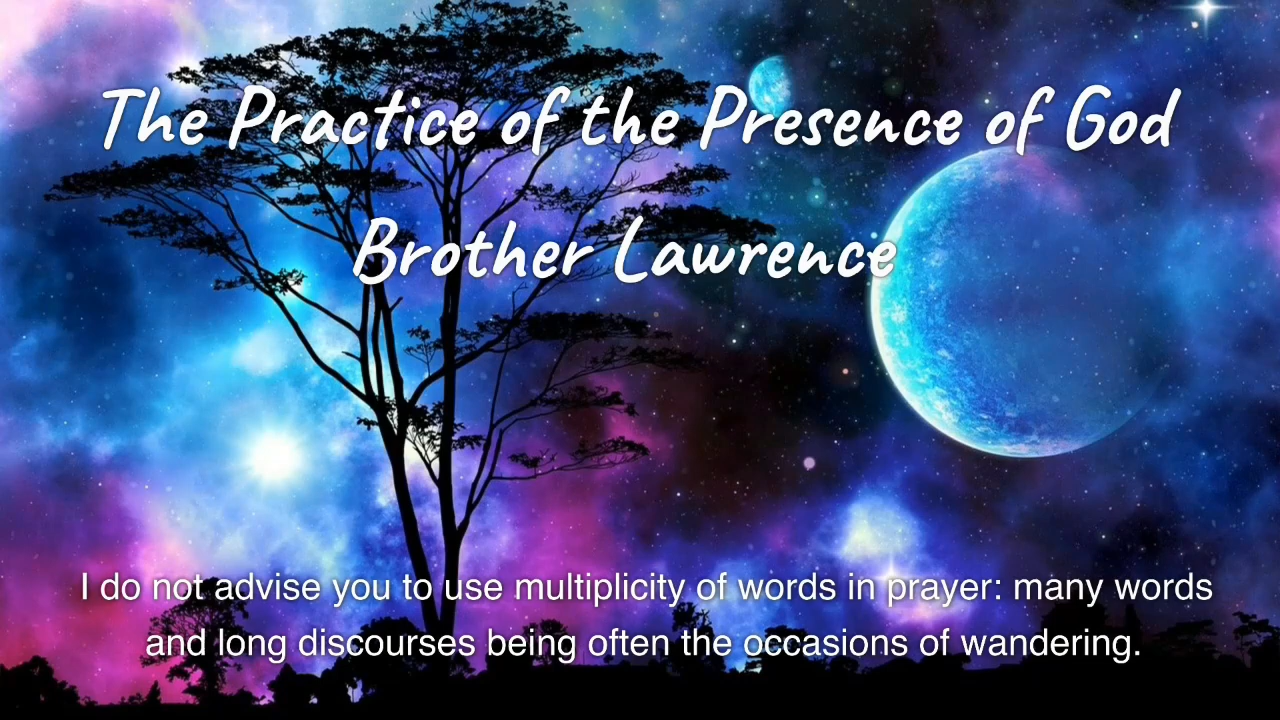 The Practice of the Presence of God
Brother Lawrence
I do not advise you to use multiplicity of words in prayer: many words
and long discourses being often the occasions of wandering.